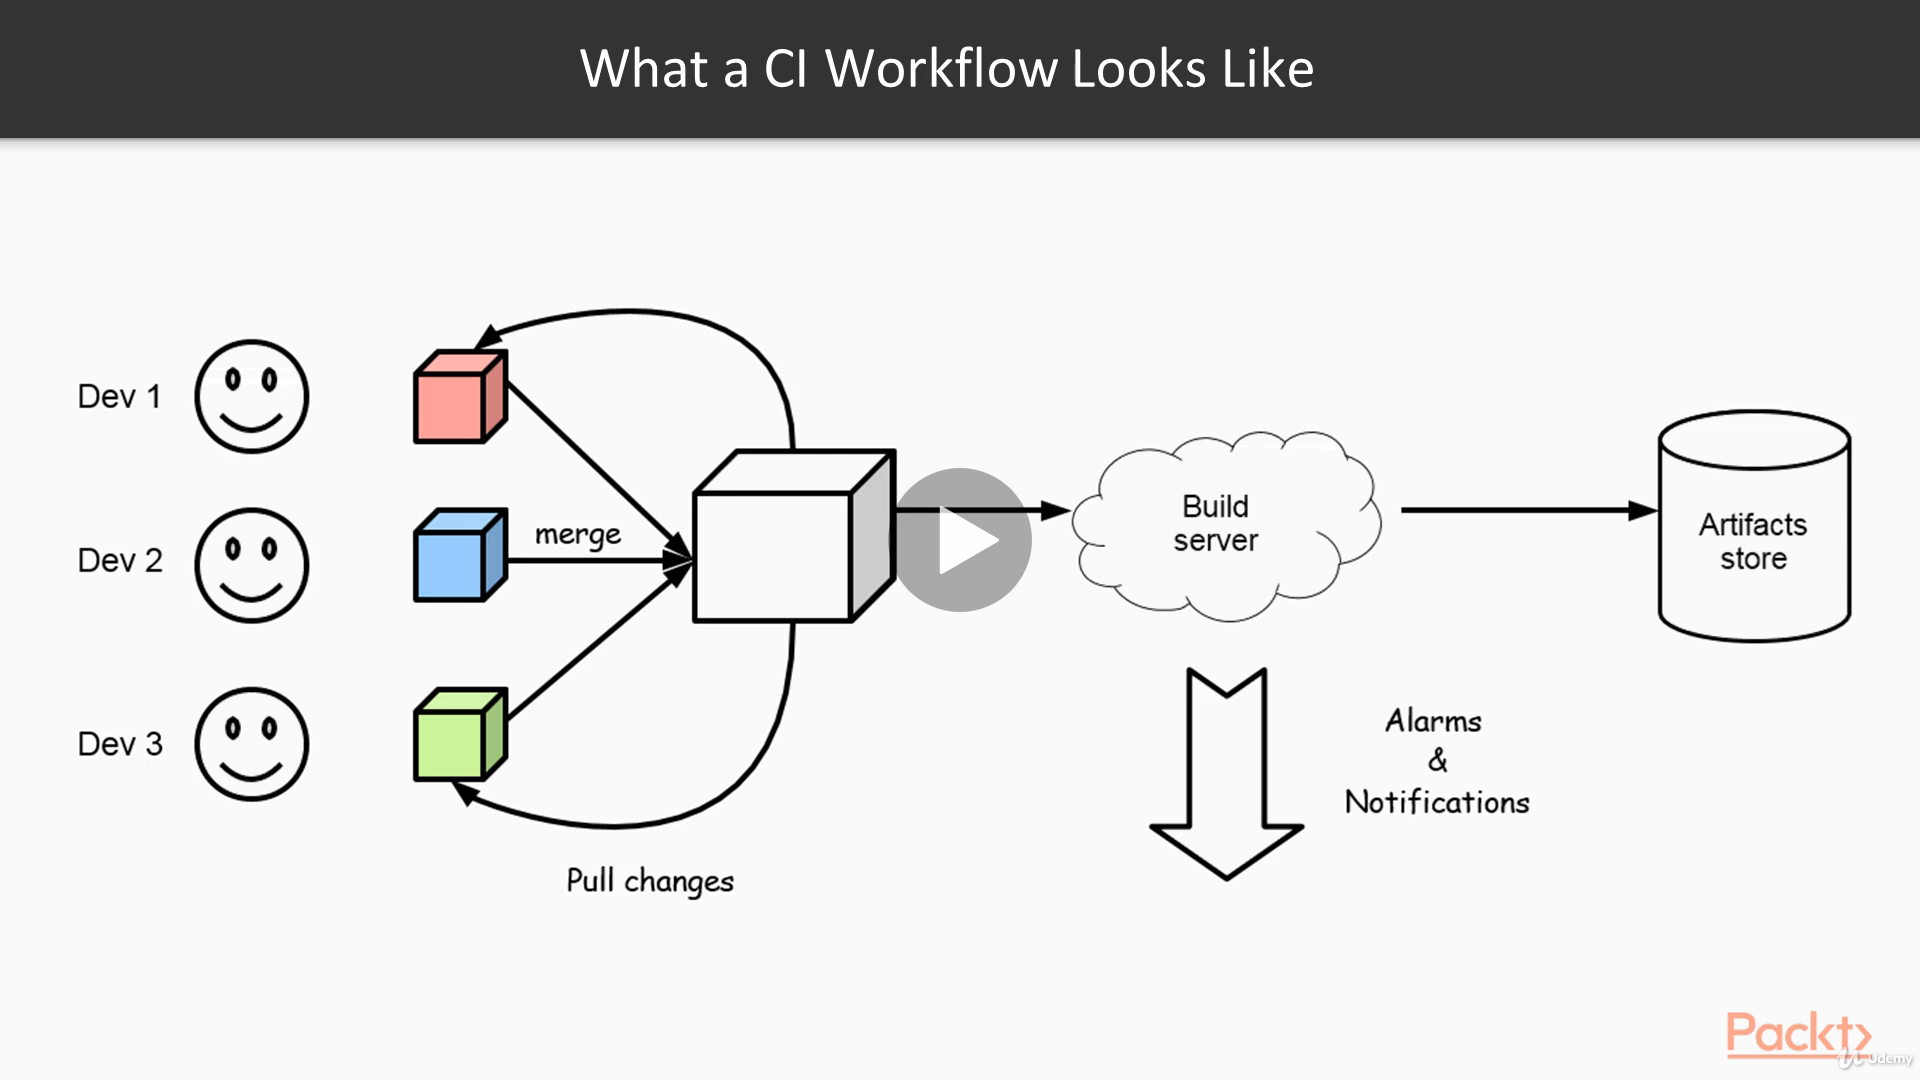 What a CI Workflow Looks Like
Dev 1
Dev 2
merge
Dev 3
Pull changes
Build
server
Artifacts
store
Alarms
&
Notifications
Packt
Udemy